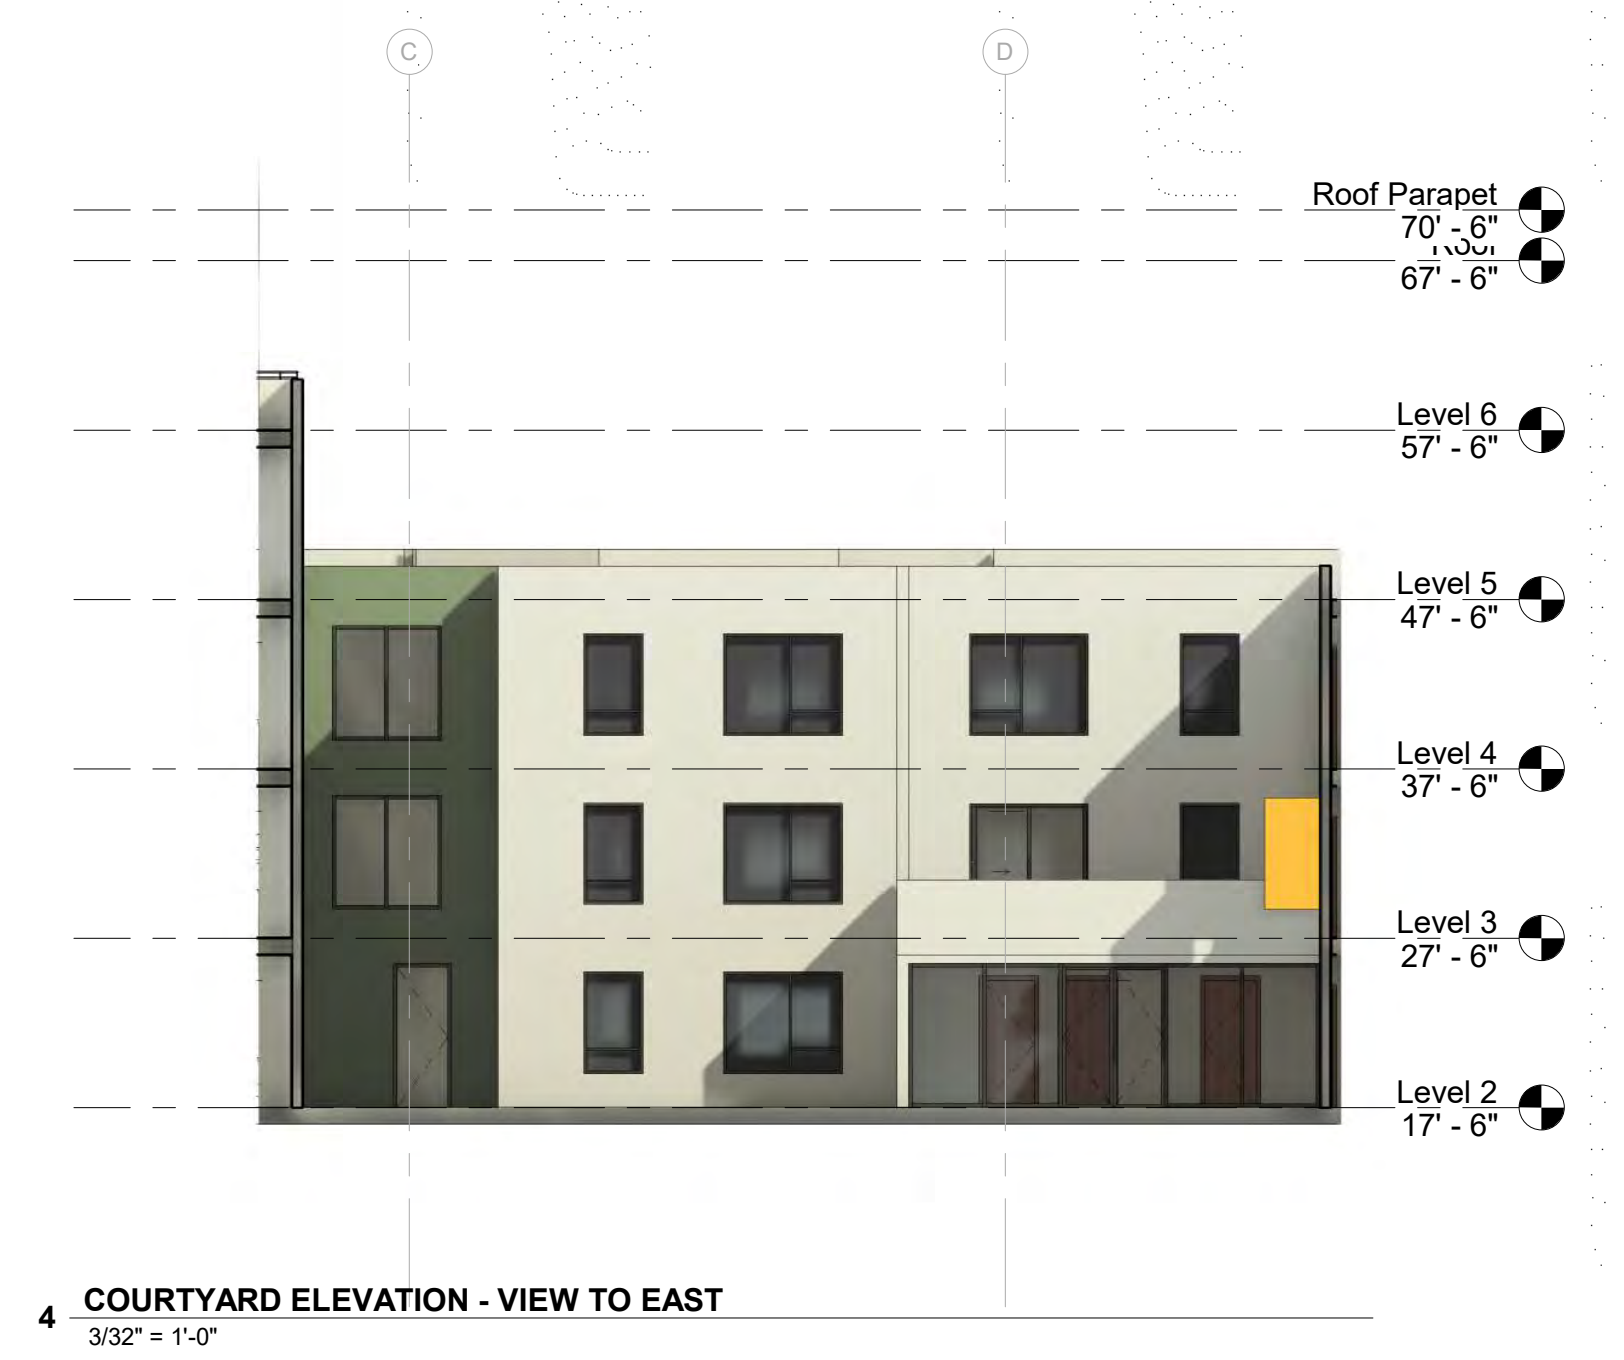 C
D
Roof Parapet
70' - 6"
Roof
67' - 6"
Level 6
57' - 6"
Level 5
47' - 6"
Level 4
37' - 6"
Level 3
27' - 6"
Level 2
17' - 6"
4
COURTYARD ELEVATION - VIEW TO EAST
3/32" = 1'-0"